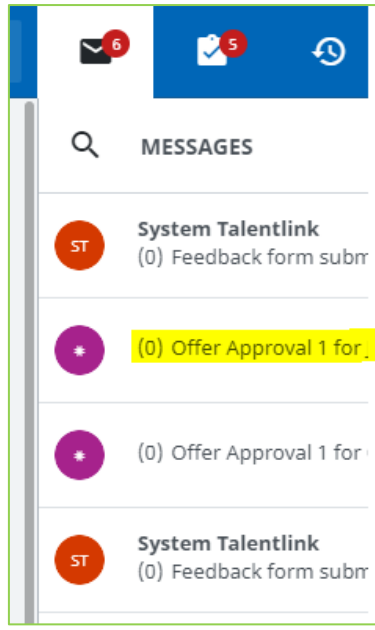 6
5
MESSAGES
ST
System Talentlink
(0) Feedback form subm
(0) Offer Approval 1 for
(0) Offer Approval 1 for
ST
System Talentlink
(0) Feedback form subm